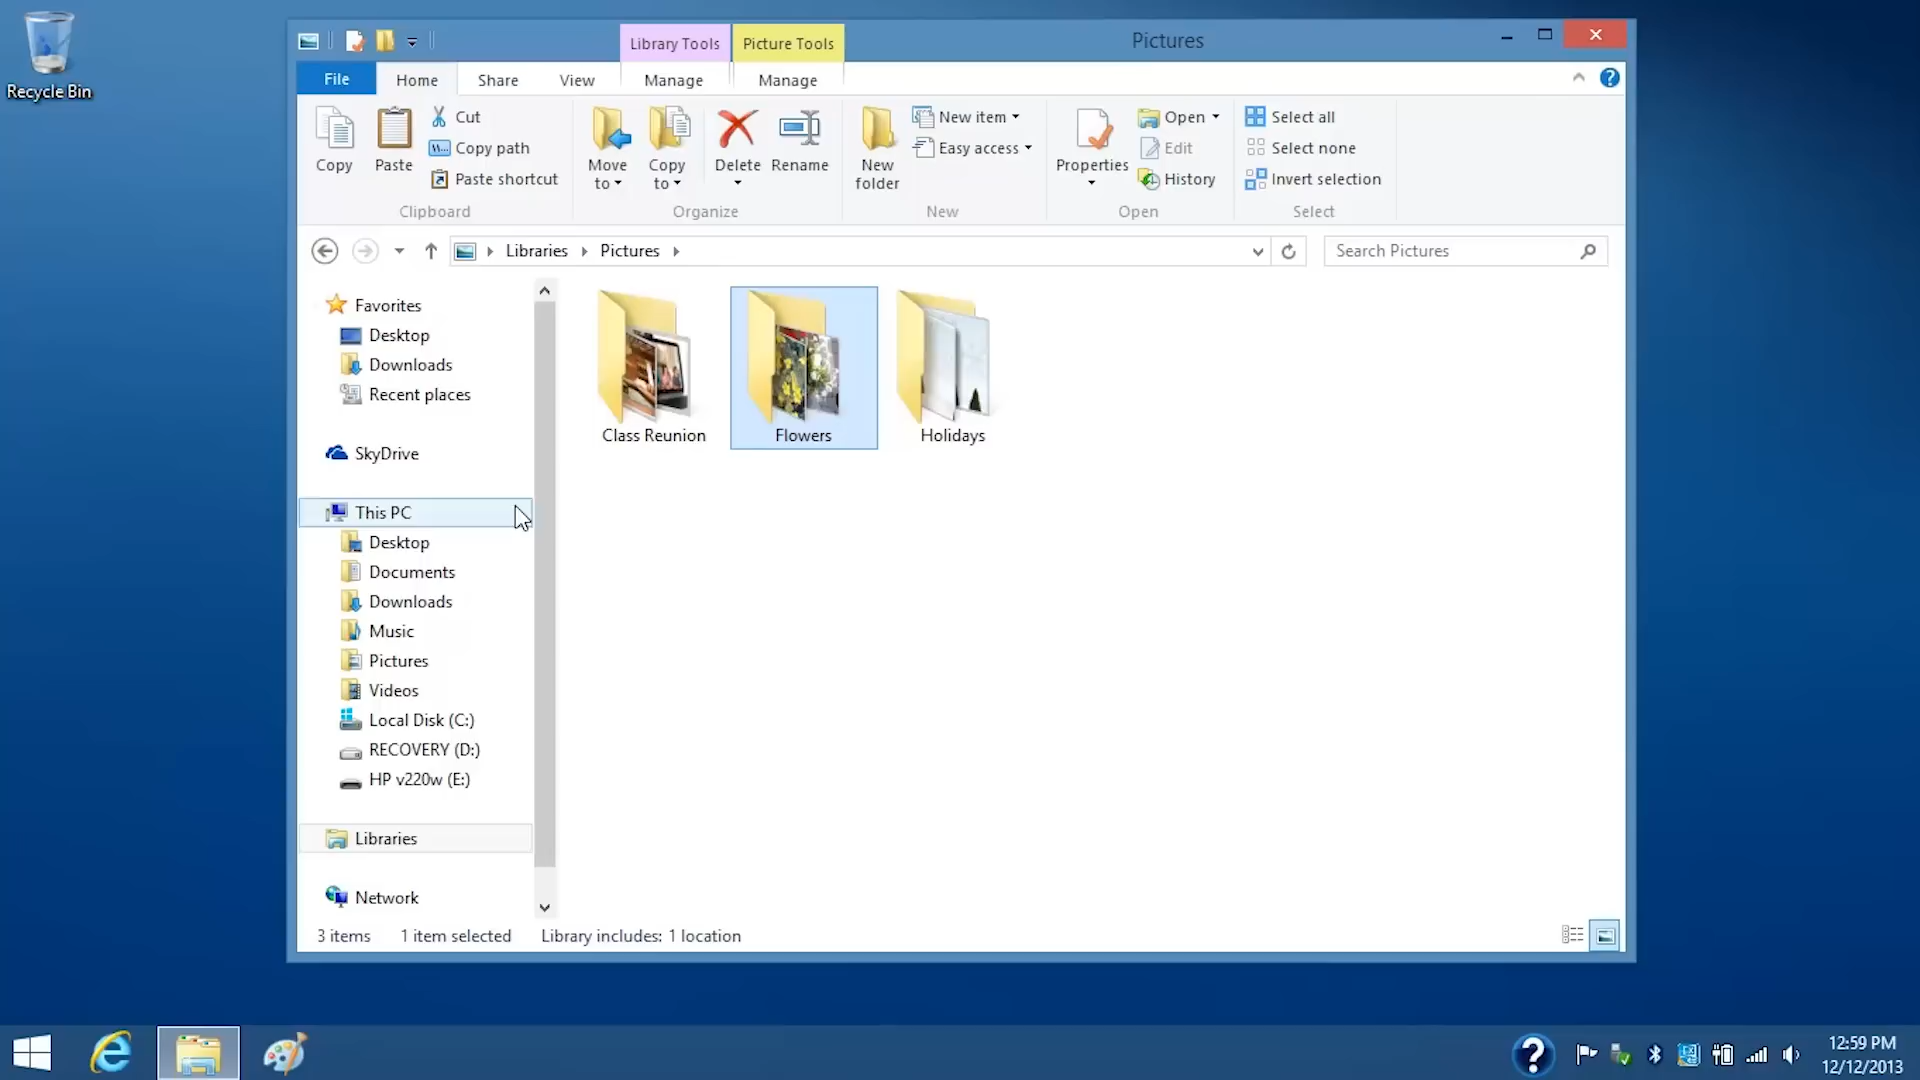 Recycle Bin
Library Tools
Picture Tools
Pictures
File
Home
Share
View
Manage
Manage
Copy
Paste
Cut
Copy path
Paste shortcut
Clipboard
Move to
Copy to
Delete
Rename
Organize
New folder
New item
Easy access
New
Properties
Open
Edit
History
Open
Select all
Select none
Invert selection
Select
Libraries
Pictures
Search Pictures
Favorites
Desktop
Downloads
Recent places
SkyDrive
This PC
Desktop
Documents
Downloads
Music
Pictures
Videos
Local Disk (C:)
RECOVERY (D:)
HP v220w (E:)
Libraries
Network
Class Reunion
Flowers
Holidays
3 items
1 item selected
Library includes: 1 location
12:59 PM
12/12/2013